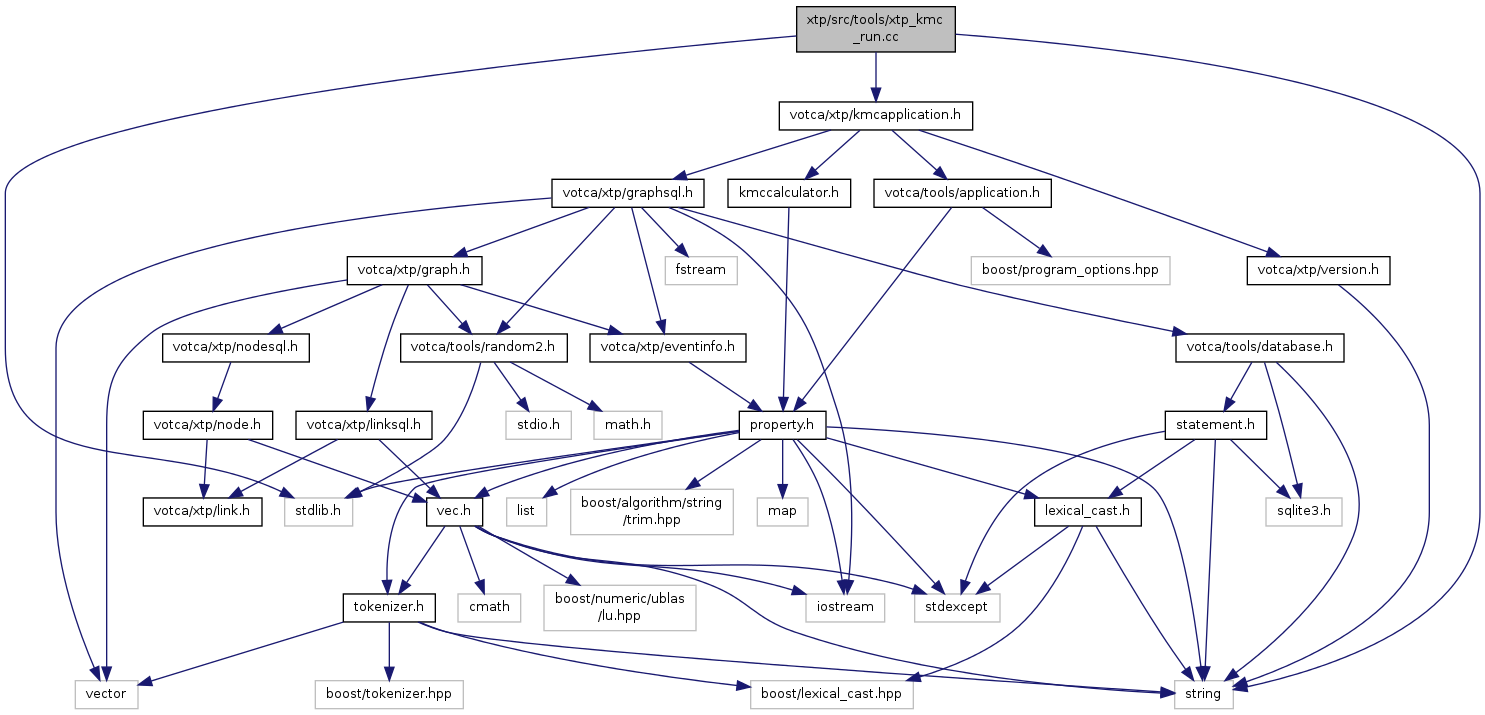 xtp/src/tools/xtp_kmc
_run.cc
votca/xtp/kmcapplication.h
votca/xtp/graphsql.h
kmccalculator.h
votca/tools/application.h
votca/xtp/graph.h
fstream
boost/program_options.hpp
votca/xtp/version.h
votca/xtp/nodesql.h
votca/tools/random2.h
votca/xtp/eventinfo.h
votca/tools/database.h
votca/xtp/node.h
votca/xtp/linksql.h
stdio.h
math.h
property.h
statement.h
votca/xtp/link.h
stdlib.h
vec.h
list
boost/algorithm/string
/trim.hpp
map
lexical_cast.h
sqlite3.h
tokenizer.h
cmath
boost/numeric/ublas
/lu.hpp
iostream
stdexcept
vector
boost/tokenizer.hpp
boost/lexical_cast.hpp
string